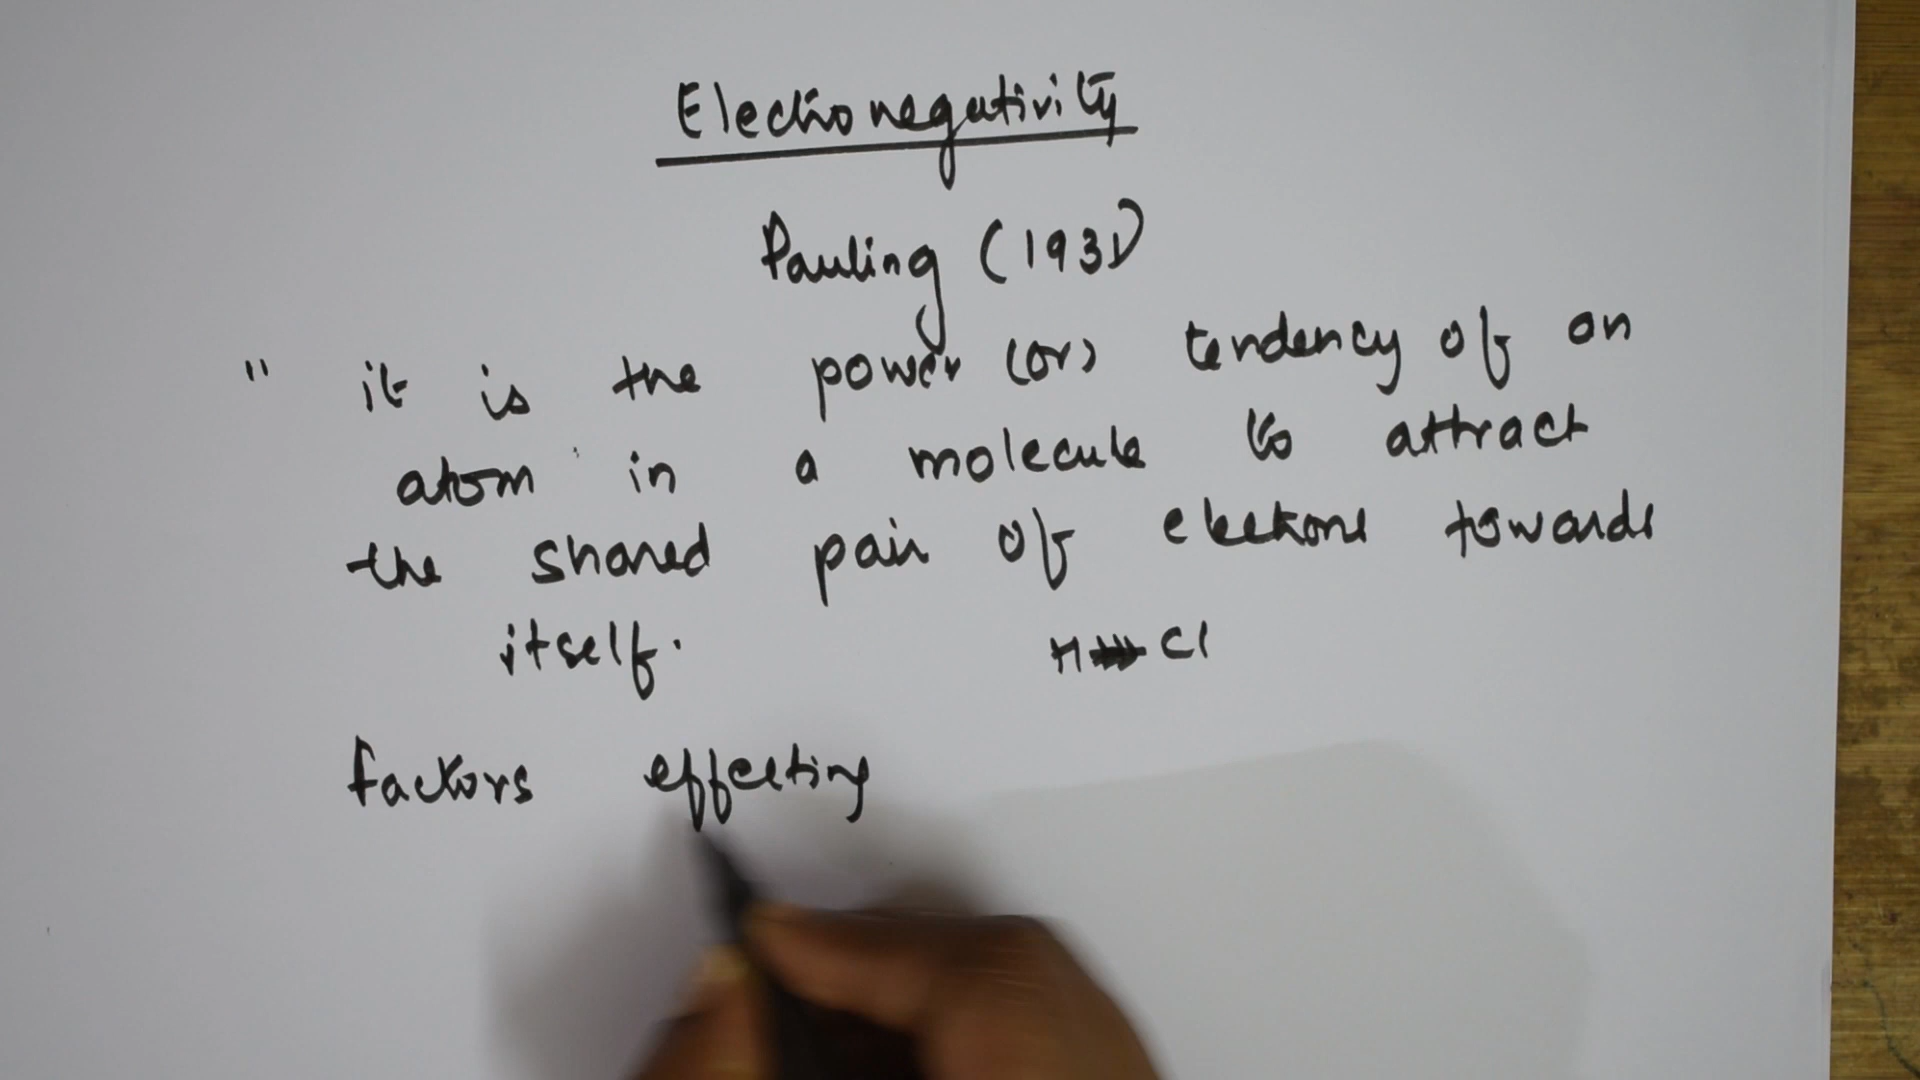 Electronegativity
Pauling (1931)
" it is the power (or) tendency of an
atom in a molecule to attract
the shared pair of electrons towards
itself. H Cl
factors effecting